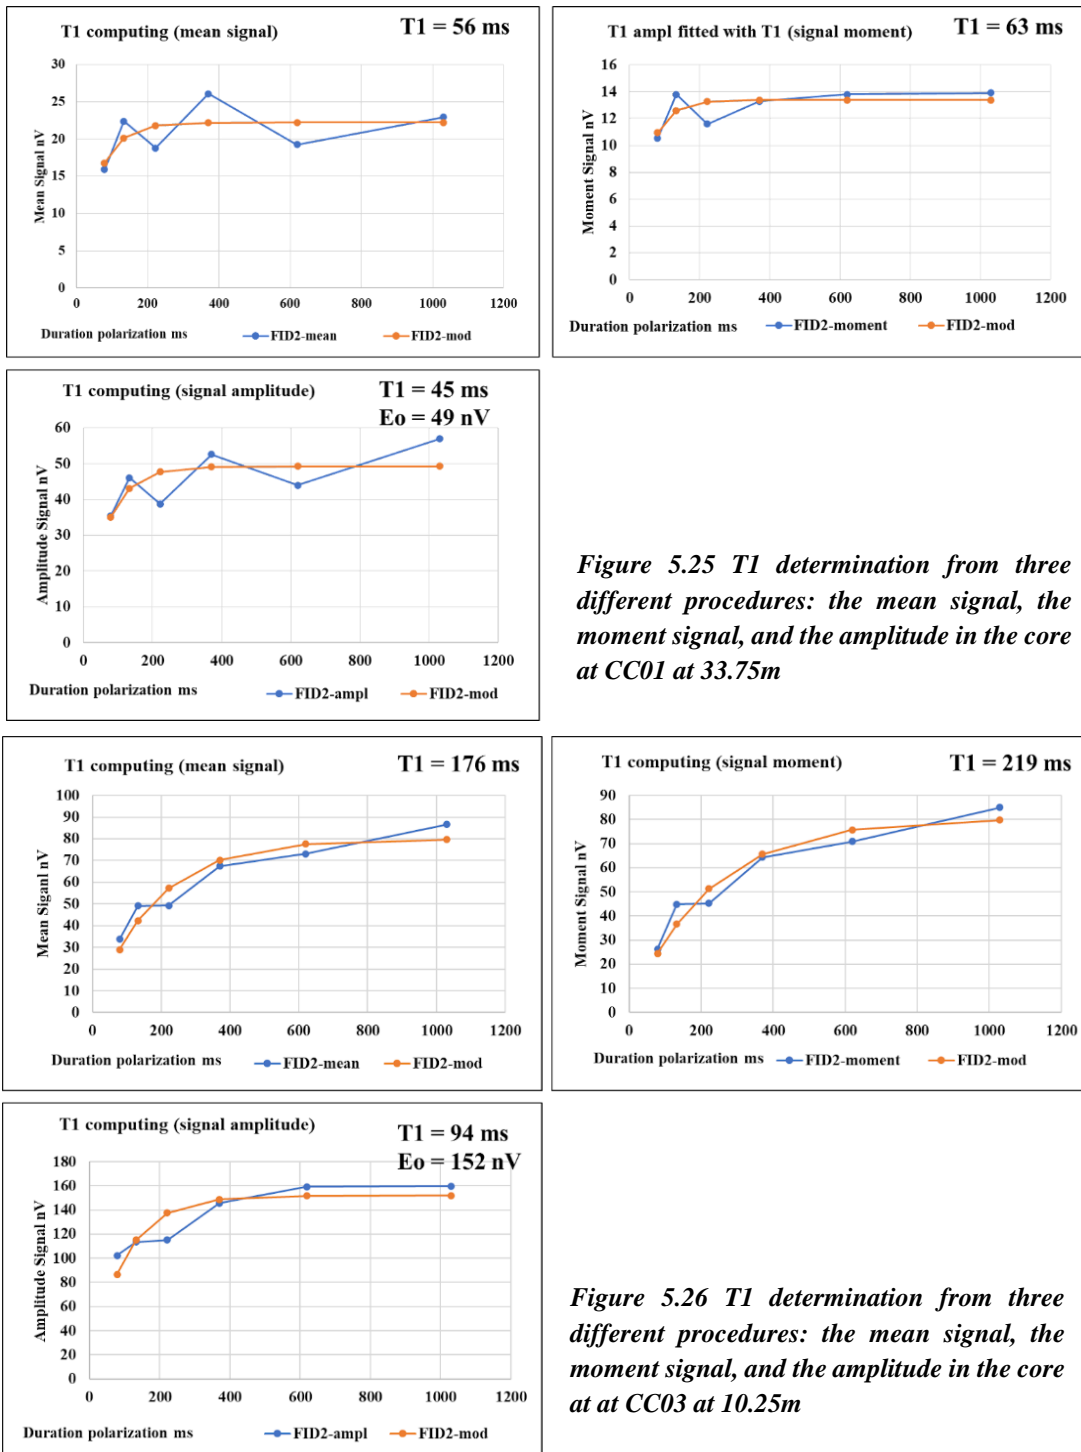 T1 computing (mean signal)
T1 = 56 ms
30
25
20
15
10
5
0
Mean Signal nV
0 200 400 600 800 1000 1200
Duration polarization ms
FID2-mean
FID2-mod
T1 ampl fitted with T1 (signal moment)
T1 = 63 ms
16
14
12
10
8
6
4
2
0
Moment Signal nV
0 200 400 600 800 1000 1200
Duration polarization ms
FID2-moment
FID2-mod
T1 computing (signal amplitude)
T1 = 45 ms
Eo = 49 nV
60
50
40
30
20
10
0
Amplitude Signal nV
0 200 400 600 800 1000 1200
Duration polarization ms
FID2-ampl
FID2-mod
Figure 5.25 T1 determination from three
different procedures: the mean signal, the
moment signal, and the amplitude in the core
at CC01 at 33.75m
T1 computing (mean signal)
T1 = 176 ms
100
90
80
70
60
50
40
30
20
10
0
Mean Siganl nV
0 200 400 600 800 1000 1200
Duration polarization ms
FID2-mean
FID2-mod
T1 computing (signal moment)
T1 = 219 ms
90
80
70
60
50
40
30
20
10
0
Moment Signal nV
0 200 400 600 800 1000 1200
Duration polarization ms
FID2-moment
FID2-mod
T1 computing (signal amplitude)
T1 = 94 ms
Eo = 152 nV
180
160
140
120
100
80
60
40
20
0
Amplitude Signal nV
0 200 400 600 800 1000 1200
Duration polarization ms
FID2-ampl
FID2-mod
Figure 5.26 T1 determination from three
different procedures: the mean signal, the
moment signal, and the amplitude in the core
at at CC03 at 10.25m